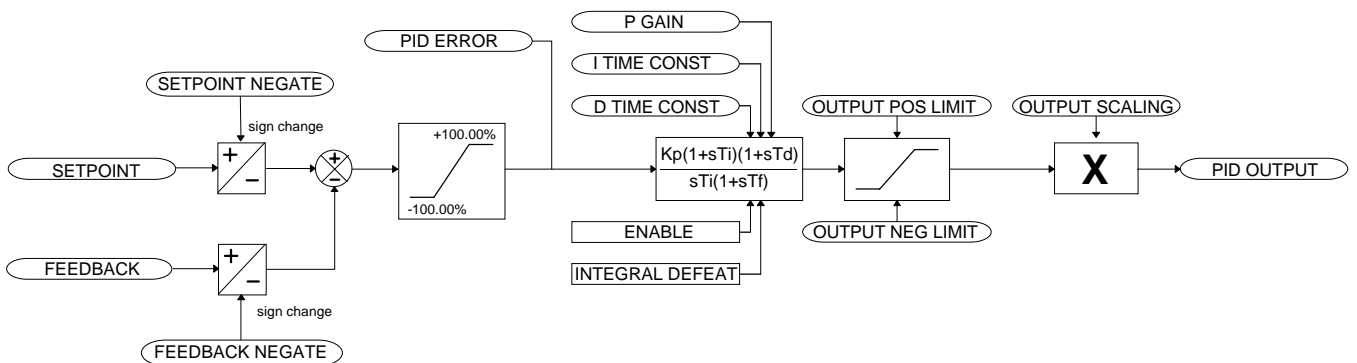 P GAIN
PID ERROR
I TIME CONST
SETPOINT NEGATE
D TIME CONST
OUTPUT POS LIMIT
OUTPUT SCALING
sign change
+100.00%
-100.00%
Kp(1+sTi)(1+sTd)
sTi(1+sTf)
+
-
+
-
X
SETPOINT
PID OUTPUT
ENABLE
OUTPUT NEG LIMIT
INTEGRAL DEFEAT
+
-
FEEDBACK
sign change
FEEDBACK NEGATE